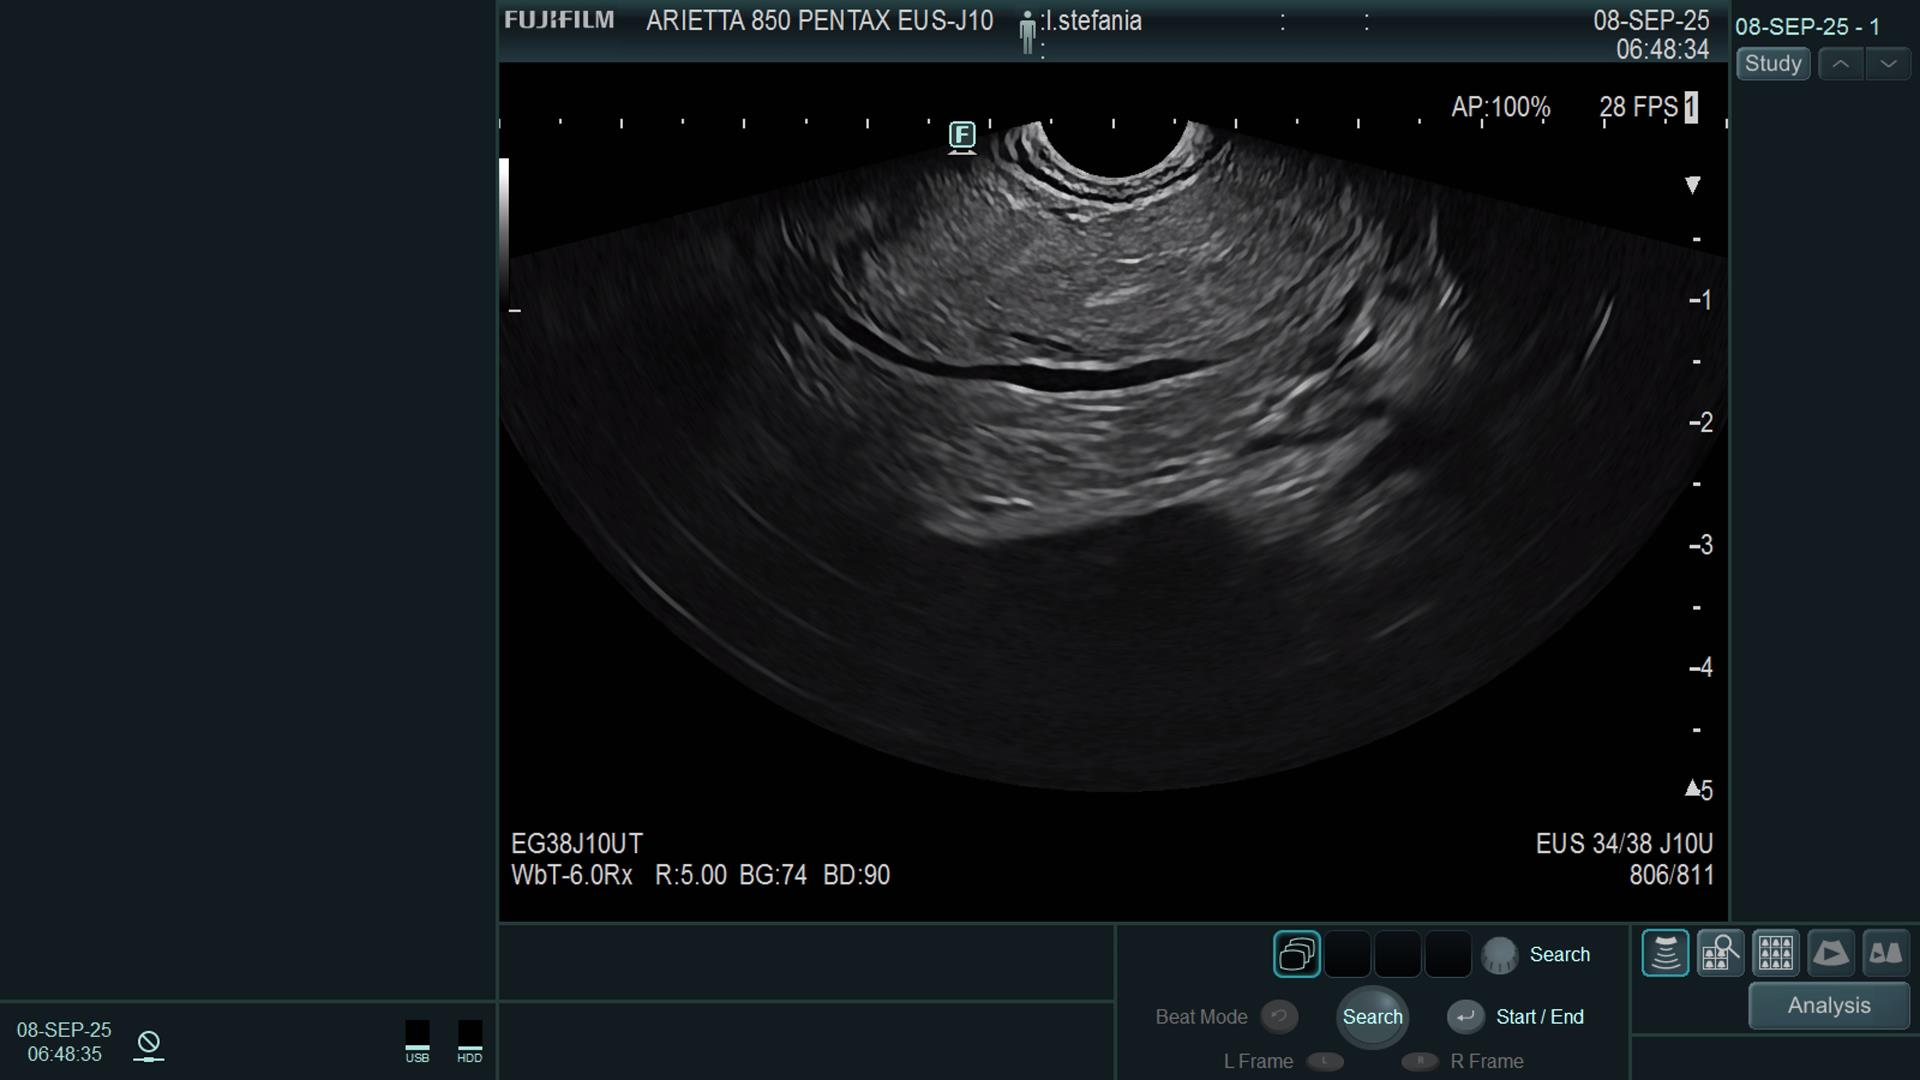 FUJIFILM ARIETTA 850 PENTAX EUS-J10 :l.stefania : : 08-SEP-25
: 06:48:34
08-SEP-25 - 1
Study
AP:100% 28 FPS 1
F
1
2
3
4
5
EG38J10UT
WbT-6.0Rx R:5.00 BG:74 BD:90
EUS 34/38 J10U
806/811
Search
Beat Mode Search Start / End
L Frame L R R Frame
Analysis
08-SEP-25
06:48:35
USB HDD